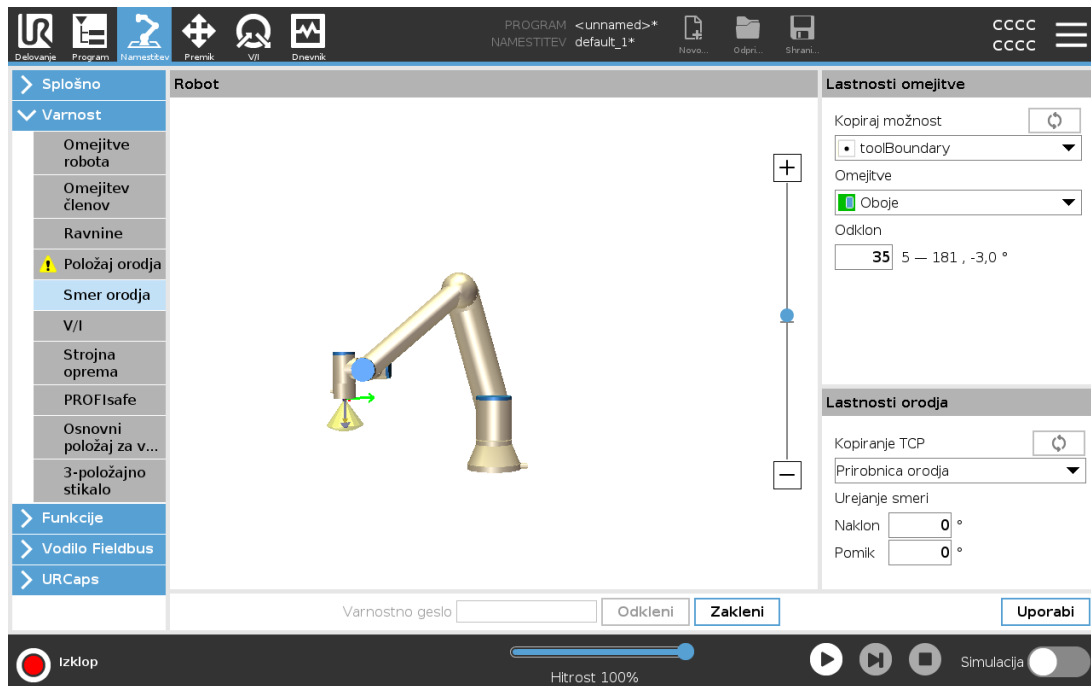 PROGRAM <unnamed>*
NAMESTITEV default_1*
CCCC
CCCC
Delovanje Program Namestitev Premik V/I Dnevnik Novo... Odpri... Shrani...
Splošno
Varnost
Omejitve
robota
Omejitev
členov
Ravnine
Položaj orodja
Smer orodja
V/I
Strojna
oprema
PROFIsafe
Osnovni
položaj za v...
3-položajno
stikalo
Funkcije
Vodilo Fieldbus
URCaps
Robot
Lastnosti omejitve
Kopiraj možnost
toolBoundary
Omejitve
Oboje
Odklon
35 5 — 181 , -3,0 °
Lastnosti orodja
Kopiranje TCP
Prirobnica orodja
Urejanje smeri
Naklon 0 °
Pomik 0 °
Varnostno geslo Odkleni Zakleni Uporabi
Izklop
Hitrost 100%
Simulacija